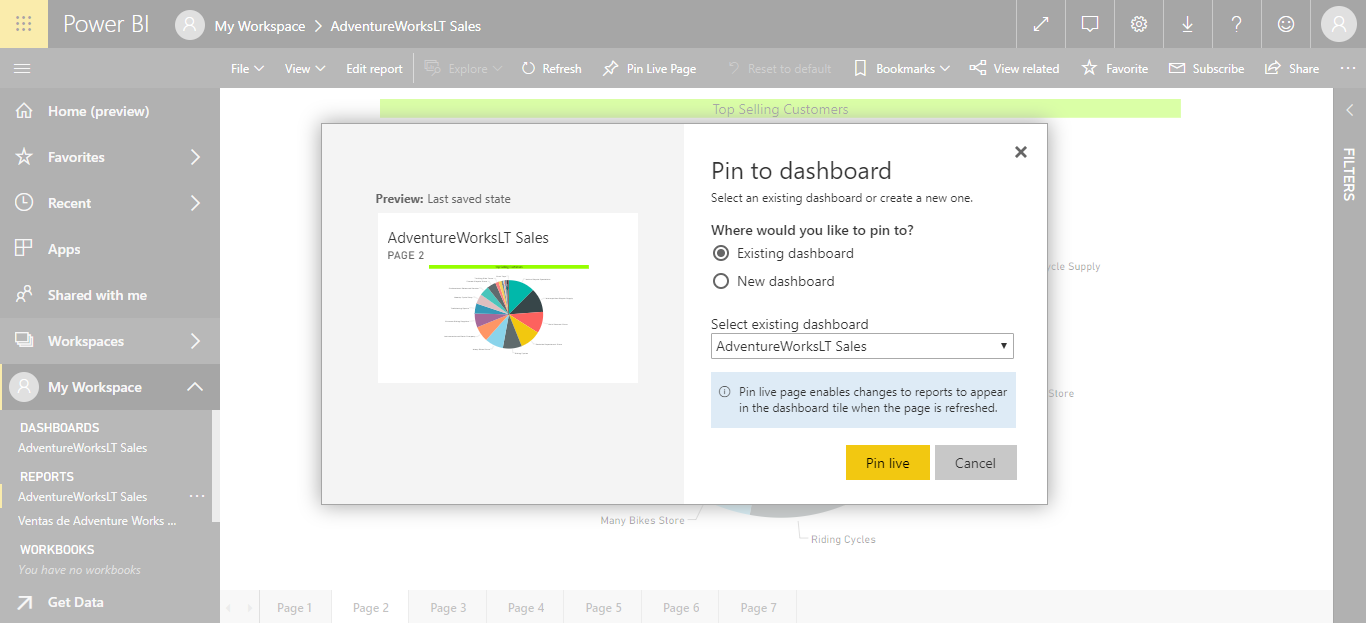 Power BI
My Workspace > AdventureWorksLT Sales
File
View
Edit report
Explore
Refresh
Pin Live Page
Reset to default
Bookmarks
View related
Favorite
Subscribe
Share
Home (preview)
Favorites
Recent
Apps
Shared with me
Workspaces
My Workspace
DASHBOARDS
AdventureWorksLT Sales
REPORTS
AdventureWorksLT Sales
Ventas de Adventure Works ...
WORKBOOKS
You have no workbooks
Get Data
Top Selling Customers
Preview: Last saved state
AdventureWorksLT Sales
PAGE 2
Pin to dashboard
Select an existing dashboard or create a new one.
Where would you like to pin to?
Existing dashboard
New dashboard
Select existing dashboard
AdventureWorksLT Sales
Pin live page enables changes to reports to appear
in the dashboard tile when the page is refreshed.
Pin live
Cancel
Supply
Store
Many Bikes Store
Riding Cycles
Page 1
Page 2
Page 3
Page 4
Page 5
Page 6
Page 7
FILTERS